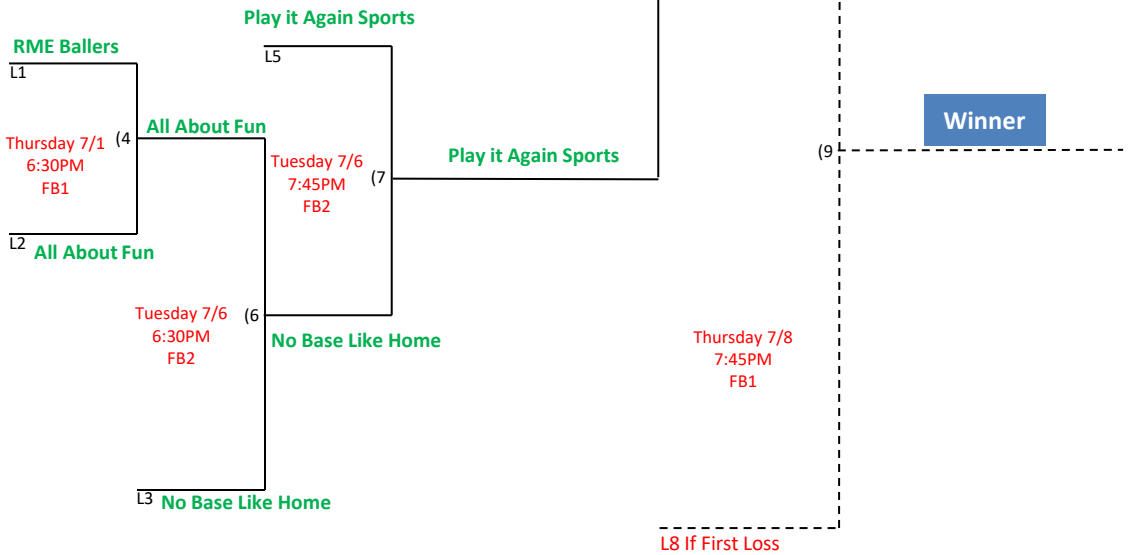 Play it Again Sports
RME Ballers
L1
L5
Thursday 7/1
6:30PM
FB1
(4
All About Fun
Tuesday 7/6
7:45PM
FB2
(7
Play it Again Sports
(9
Winner
L2
All About Fun
Tuesday 7/6
6:30PM
FB2
(6
No Base Like Home
Thursday 7/8
7:45PM
FB1
L3
No Base Like Home
L8 If First Loss